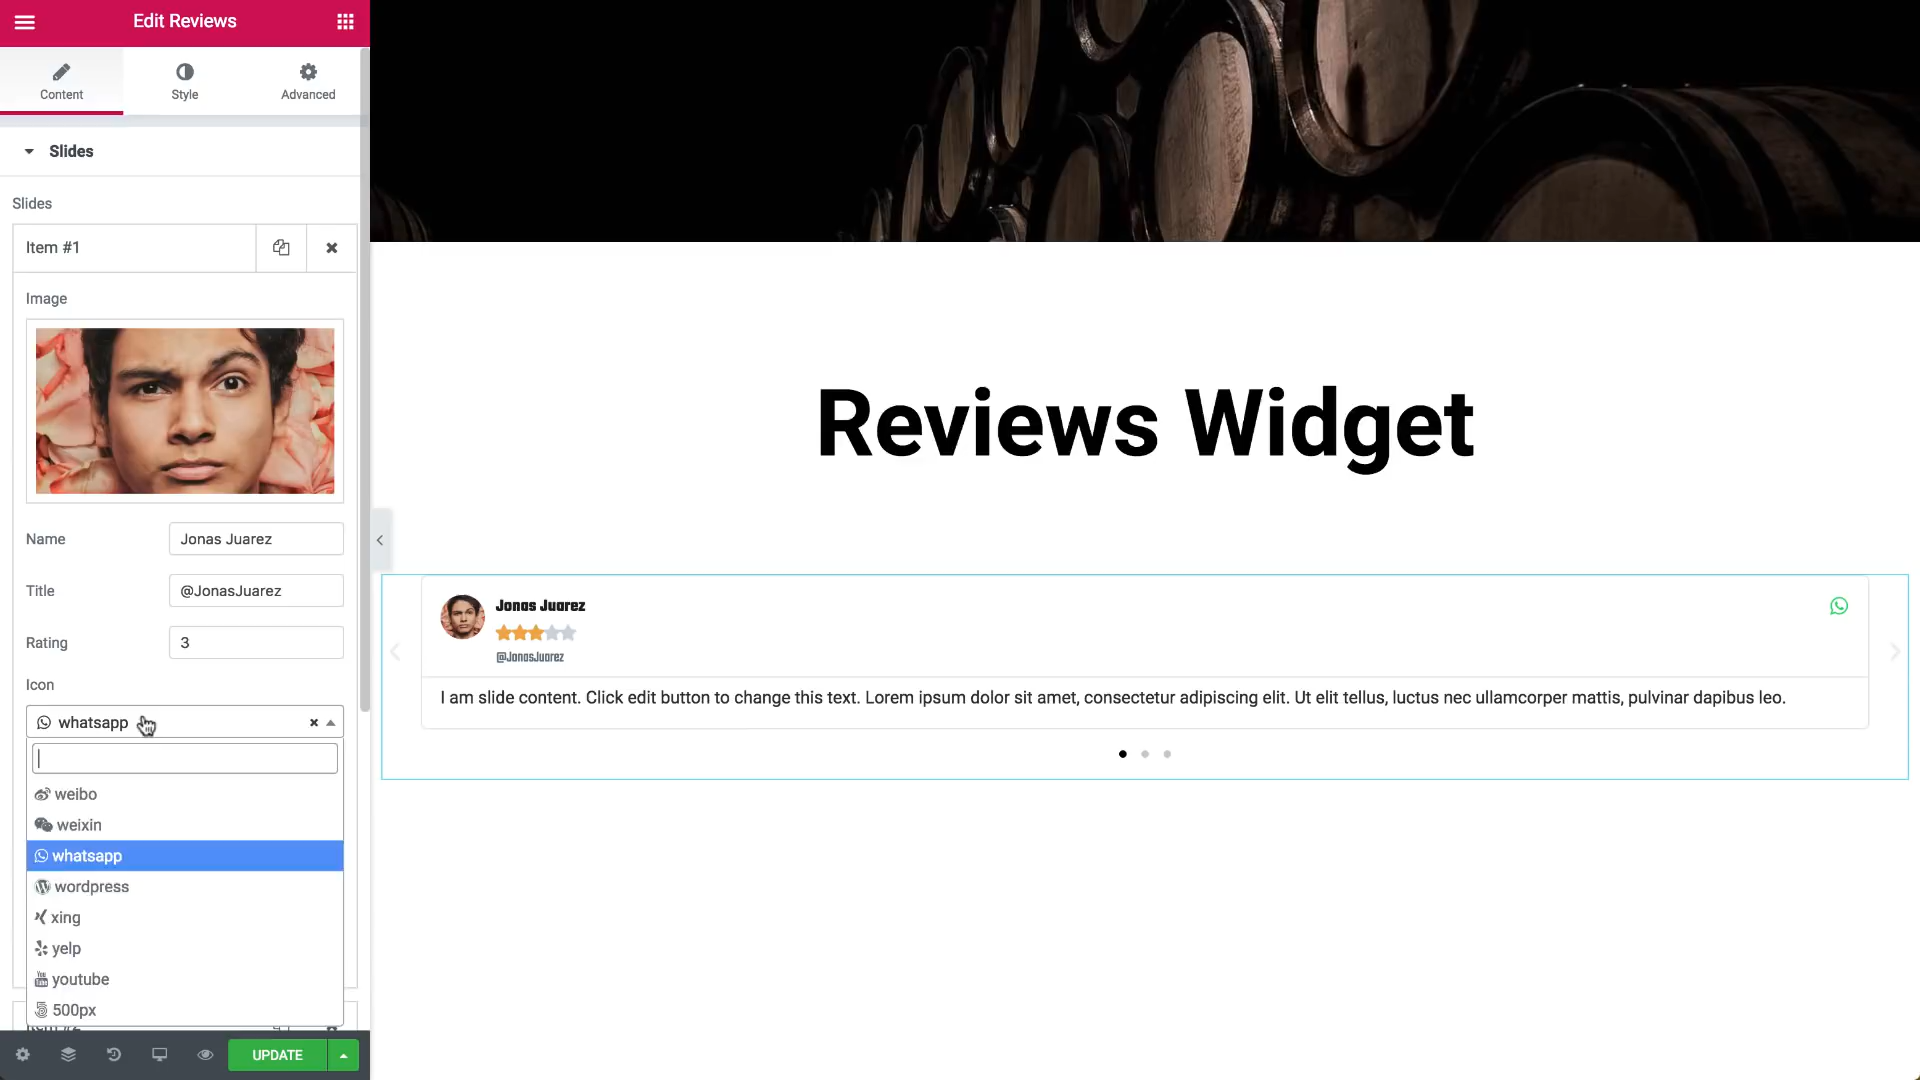 Edit Reviews
Content
Style
Advanced
Slides
Slides
Item #1
Image
Name
Jonas Juarez
Title
@JonasJuarez
Rating
3
Icon
whatsapp
weibo
weixin
whatsapp
wordpress
xing
yelp
youtube
500px
Item #2
UPDATE
Reviews Widget
Jonas Juarez
@JonasJuarez
I am slide content. Click edit button to change this text. Lorem ipsum dolor sit amet, consectetur adipiscing elit. Ut elit tellus, luctus nec ullamcorper mattis, pulvinar dapibus leo.